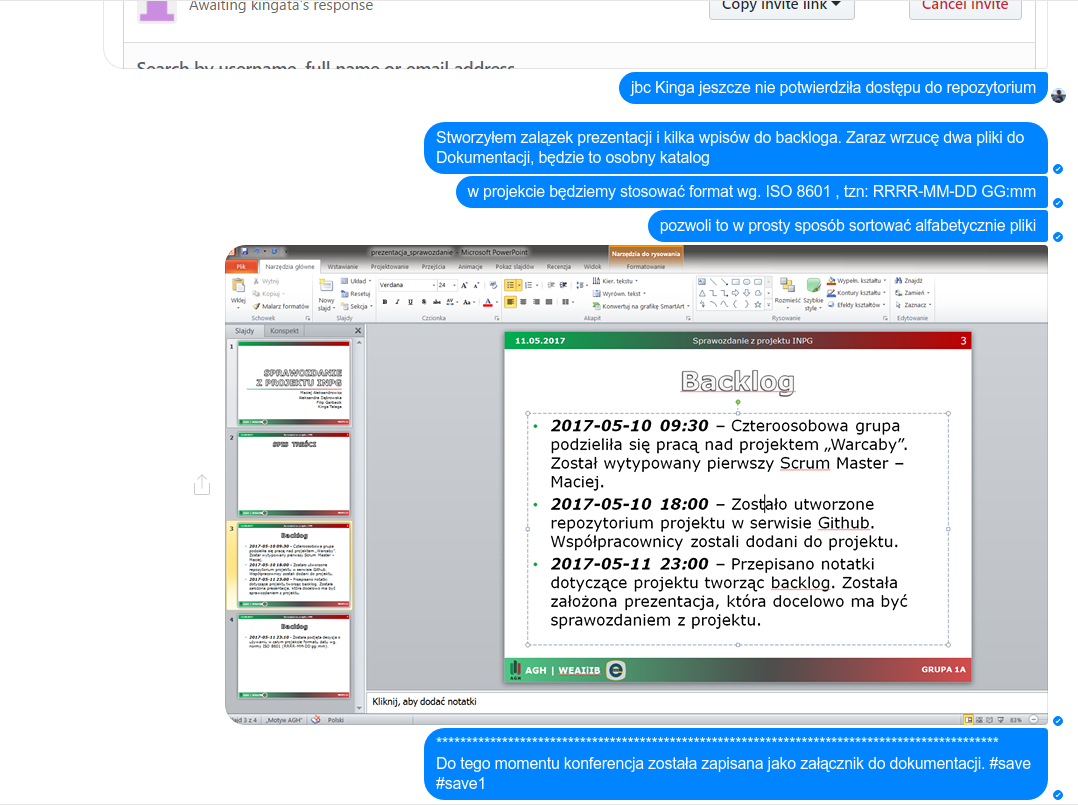 Awaiting kingata's response
Copy invite link
Cancel invite
Search by username, full name or email address
jbc Kinga jeszcze nie potwierdziła dostępu do repozytorium
Stworzyłem zalązek prezentacji i kilka wpisów do backloga. Zaraz wrzucę dwa pliki do
Dokumentacji, będzie to osobny katalog
w projekcie będziemy stosować format wg. ISO 8601 , tzn: RRRR-MM-DD GG:mm
pozwoli to w prosty sposób sortować alfabetycznie pliki
prezentacja_sprawozdanie - Microsoft PowerPoint
Narzędzia do rysowania
Plik Narzędzia główne Wstawianie Projektowanie Przejścia Animacje Pokaz slajdów Recenzja Widok Formatowanie
Wklej
Wytnij
Kopiuj
Malarz formatów
Schowek
Nowy slajd
Układ
Resetuj
Sekcja
Slajdy
Verdana 24
Czcionka
Kier. tekstu
Wyrówn. tekst
Konwertuj na grafikę SmartArt
Akapit
Rozmieść
Szybkie style
Wypełn. kształtu
Kontury kształtu
Efekty kształtów
Rysowanie
Znajdź
Zamień
Zaznacz
Edytowanie
Slajdy Konspekt
1
SPRAWOZDANIE
Z PROJEKTU INPG
2
SPIS TREŚCI
3
Backlog
4
Backlog
11.05.2017 Sprawozdanie z projektu INPG 3
Backlog
• 2017-05-10 09:30 – Czteroosobowa grupa
podzieliła się pracą nad projektem „Warcaby”.
Został wytypowany pierwszy Scrum Master –
Maciej.
• 2017-05-10 18:00 – Zostało utworzone
repozytorium projektu w serwisie Github.
Współpracownicy zostali dodani do projektu.
• 2017-05-11 23:00 – Przepisano notatki
dotyczące projektu tworząc backlog. Została
założona prezentacja, która docelowo ma być
sprawozdaniem z projektu.
AGH
AGH | WEAIIIB
GRUPA 1A
Kliknij, aby dodać notatki
3 z 4 „Motyw AGH” Polski 83%
**********************************************************************************************
Do tego momentu konferencja została zapisana jako załącznik do dokumentacji. #save
#save1